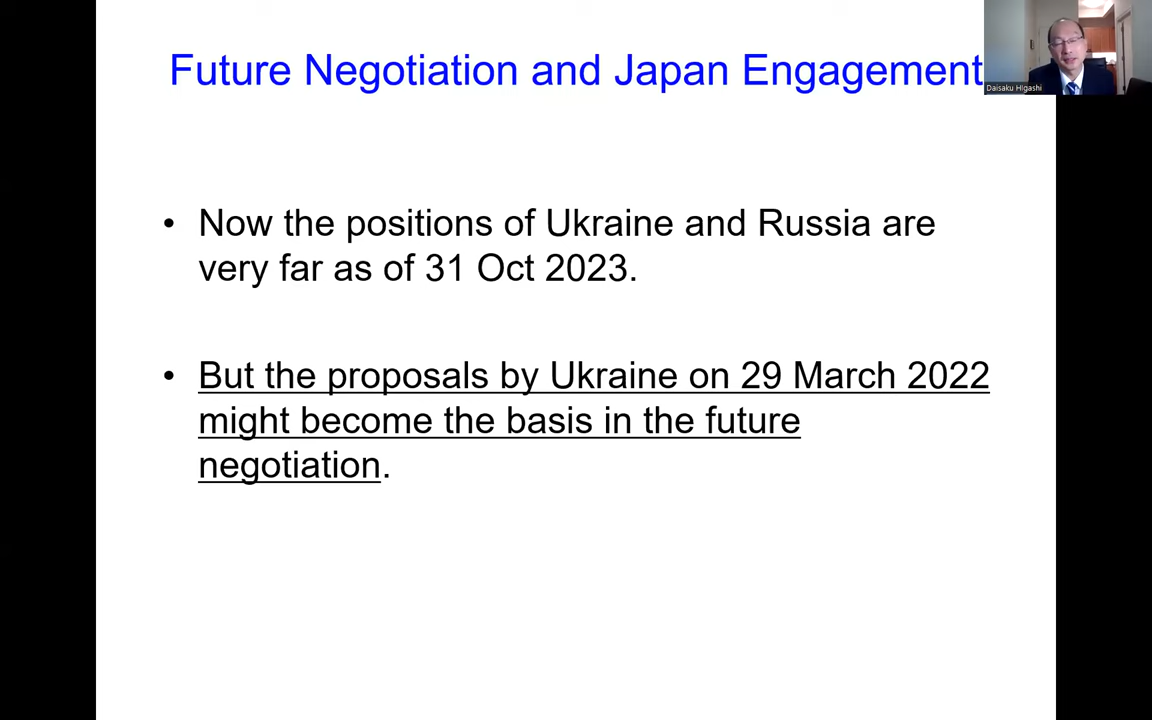 Future Negotiation and Japan Engagement
Daisaku Higashi
• Now the positions of Ukraine and Russia are
very far as of 31 Oct 2023.
• But the proposals by Ukraine on 29 March 2022
might become the basis in the future
negotiation.